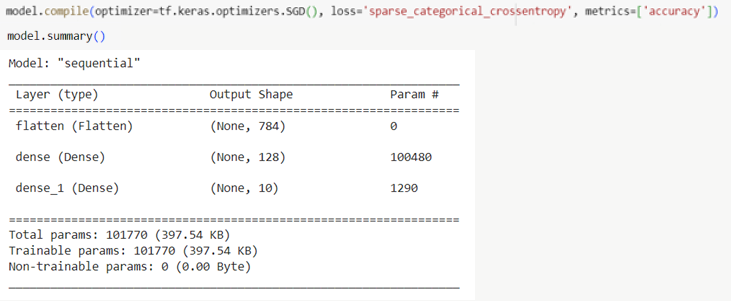 model.compile(optimizer=tf.keras.optimizers.SGD(), loss='sparse_categorical_crossentropy', metrics=['accuracy'])
model.summary()
Model: "sequential"
_________________________________________________________________
Layer (type) Output Shape Param #
=================================================================
flatten (Flatten) (None, 784) 0
dense (Dense) (None, 128) 100480
dense_1 (Dense) (None, 10) 1290
=================================================================
Total params: 101770 (397.54 KB)
Trainable params: 101770 (397.54 KB)
Non-trainable params: 0 (0.00 Byte)
_________________________________________________________________